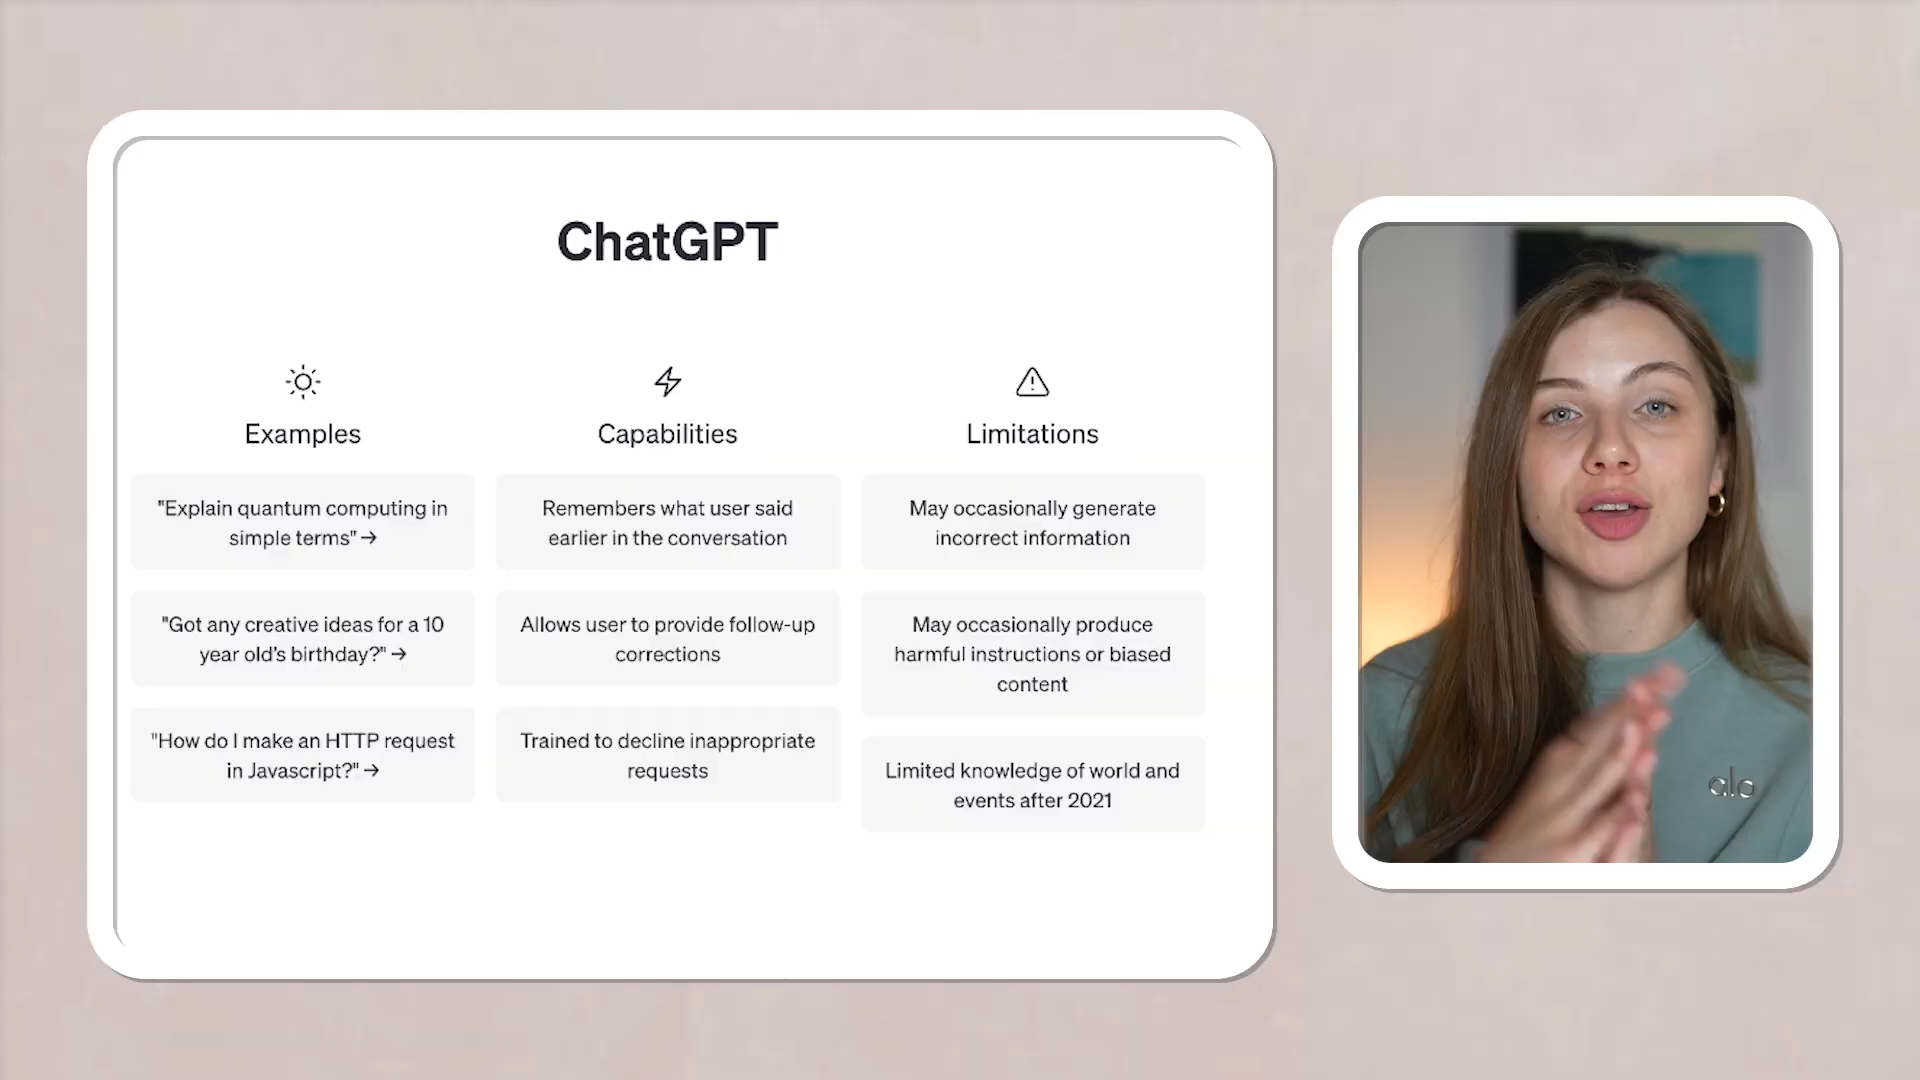 ChatGPT
Examples
"Explain quantum computing in
simple terms" →
"Got any creative ideas for a 10
year old's birthday?" →
"How do I make an HTTP request
in Javascript?" →
Capabilities
Remembers what user said
earlier in the conversation
Allows user to provide follow-up
corrections
Trained to decline inappropriate
requests
Limitations
May occasionally generate
incorrect information
May occasionally produce
harmful instructions or biased
content
Limited knowledge of world and
events after 2021
alo